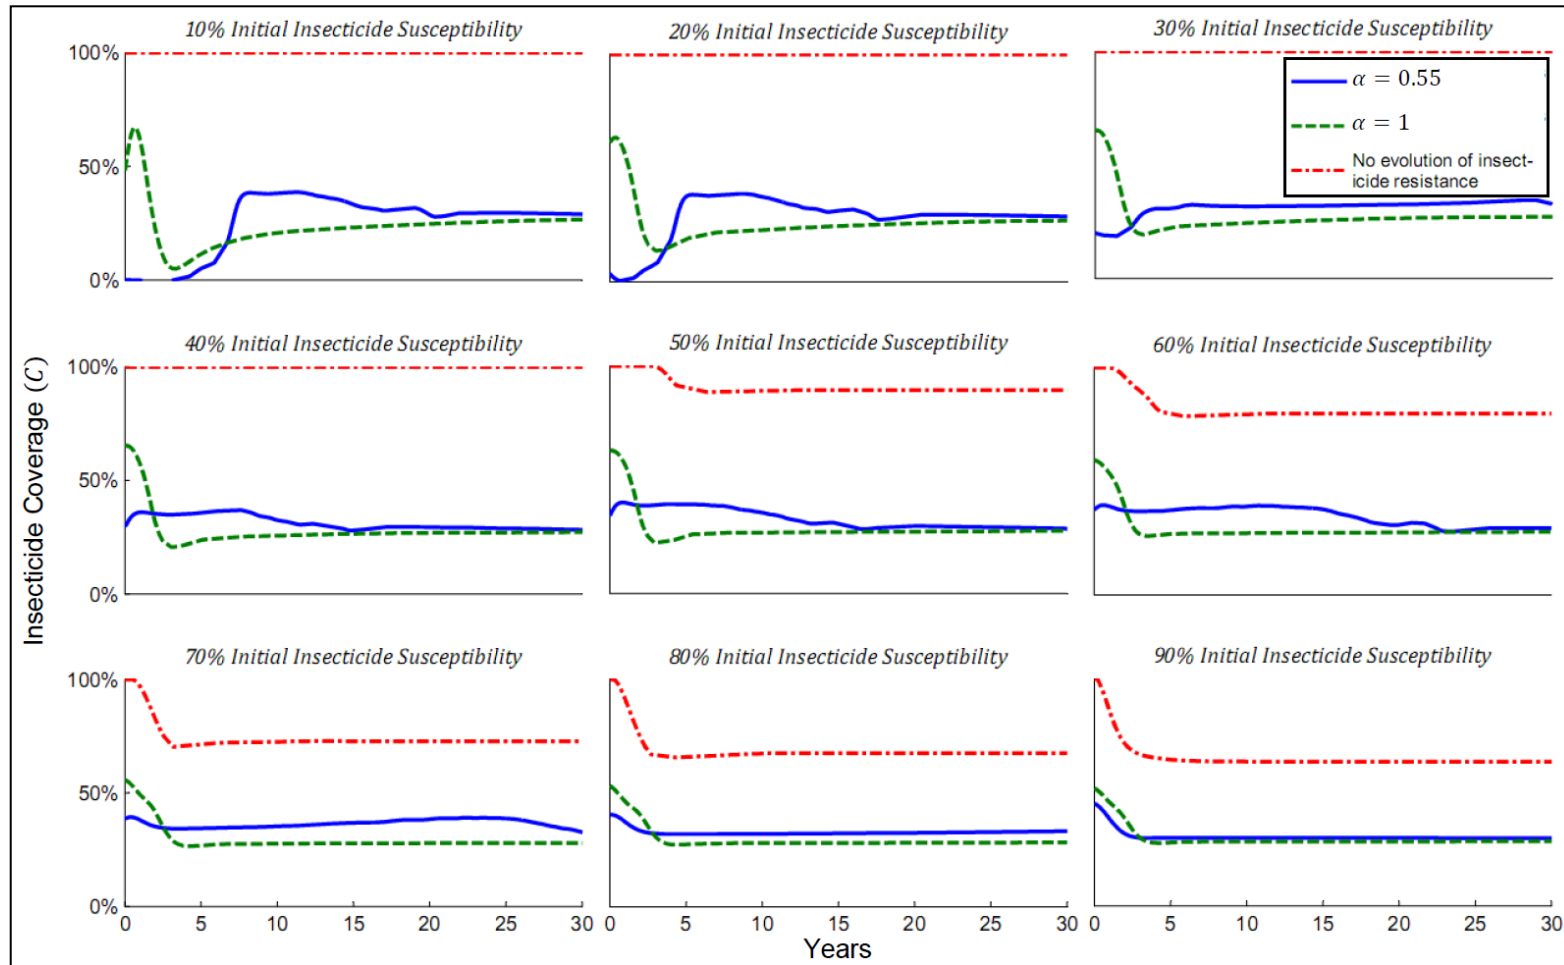 10% Initial Insecticide Susceptibility
20% Initial Insecticide Susceptibility
30% Initial Insecticide Susceptibility
100%
50%
0%
α = 0.55
α = 1
No evolution of insect-
icide resistance
40% Initial Insecticide Susceptibility
50% Initial Insecticide Susceptibility
60% Initial Insecticide Susceptibility
100%
50%
0%
Insecticide Coverage (C)
70% Initial Insecticide Susceptibility
80% Initial Insecticide Susceptibility
90% Initial Insecticide Susceptibility
100%
50%
0%
0 5 10 15 20 25 30
0 5 10 15 20 25 30
0 5 10 15 20 25 30
Years